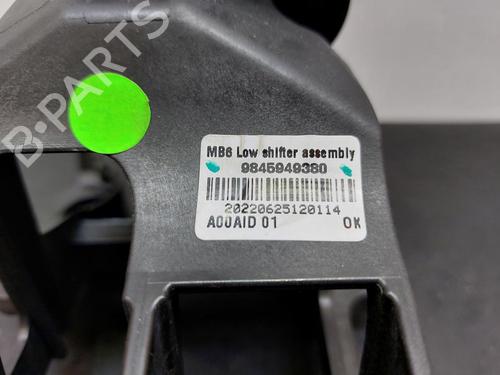 B-PARTS
MB6 Low shifter assembly
9845949380
20220625120114
A00AID 01 OK